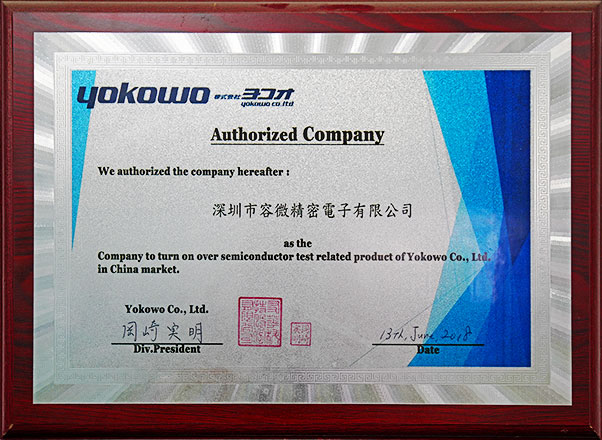 yokowo 株式会社 ヨコオ
yokowo co.,ltd
Authorized Company
We authorized the company hereafter :
深圳市容微精密電子有限公司
as the
Company to turn on over semiconductor test related product of Yokowo Co., Ltd.
in China market.
Yokowo Co., Ltd.
岡崎実明
13th, June, 2018
Div.President
Date